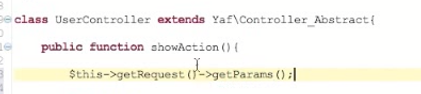 class UserController extends Yaf\Controller_Abstract{
public function showAction(){
$this->getRequest()->getParams();